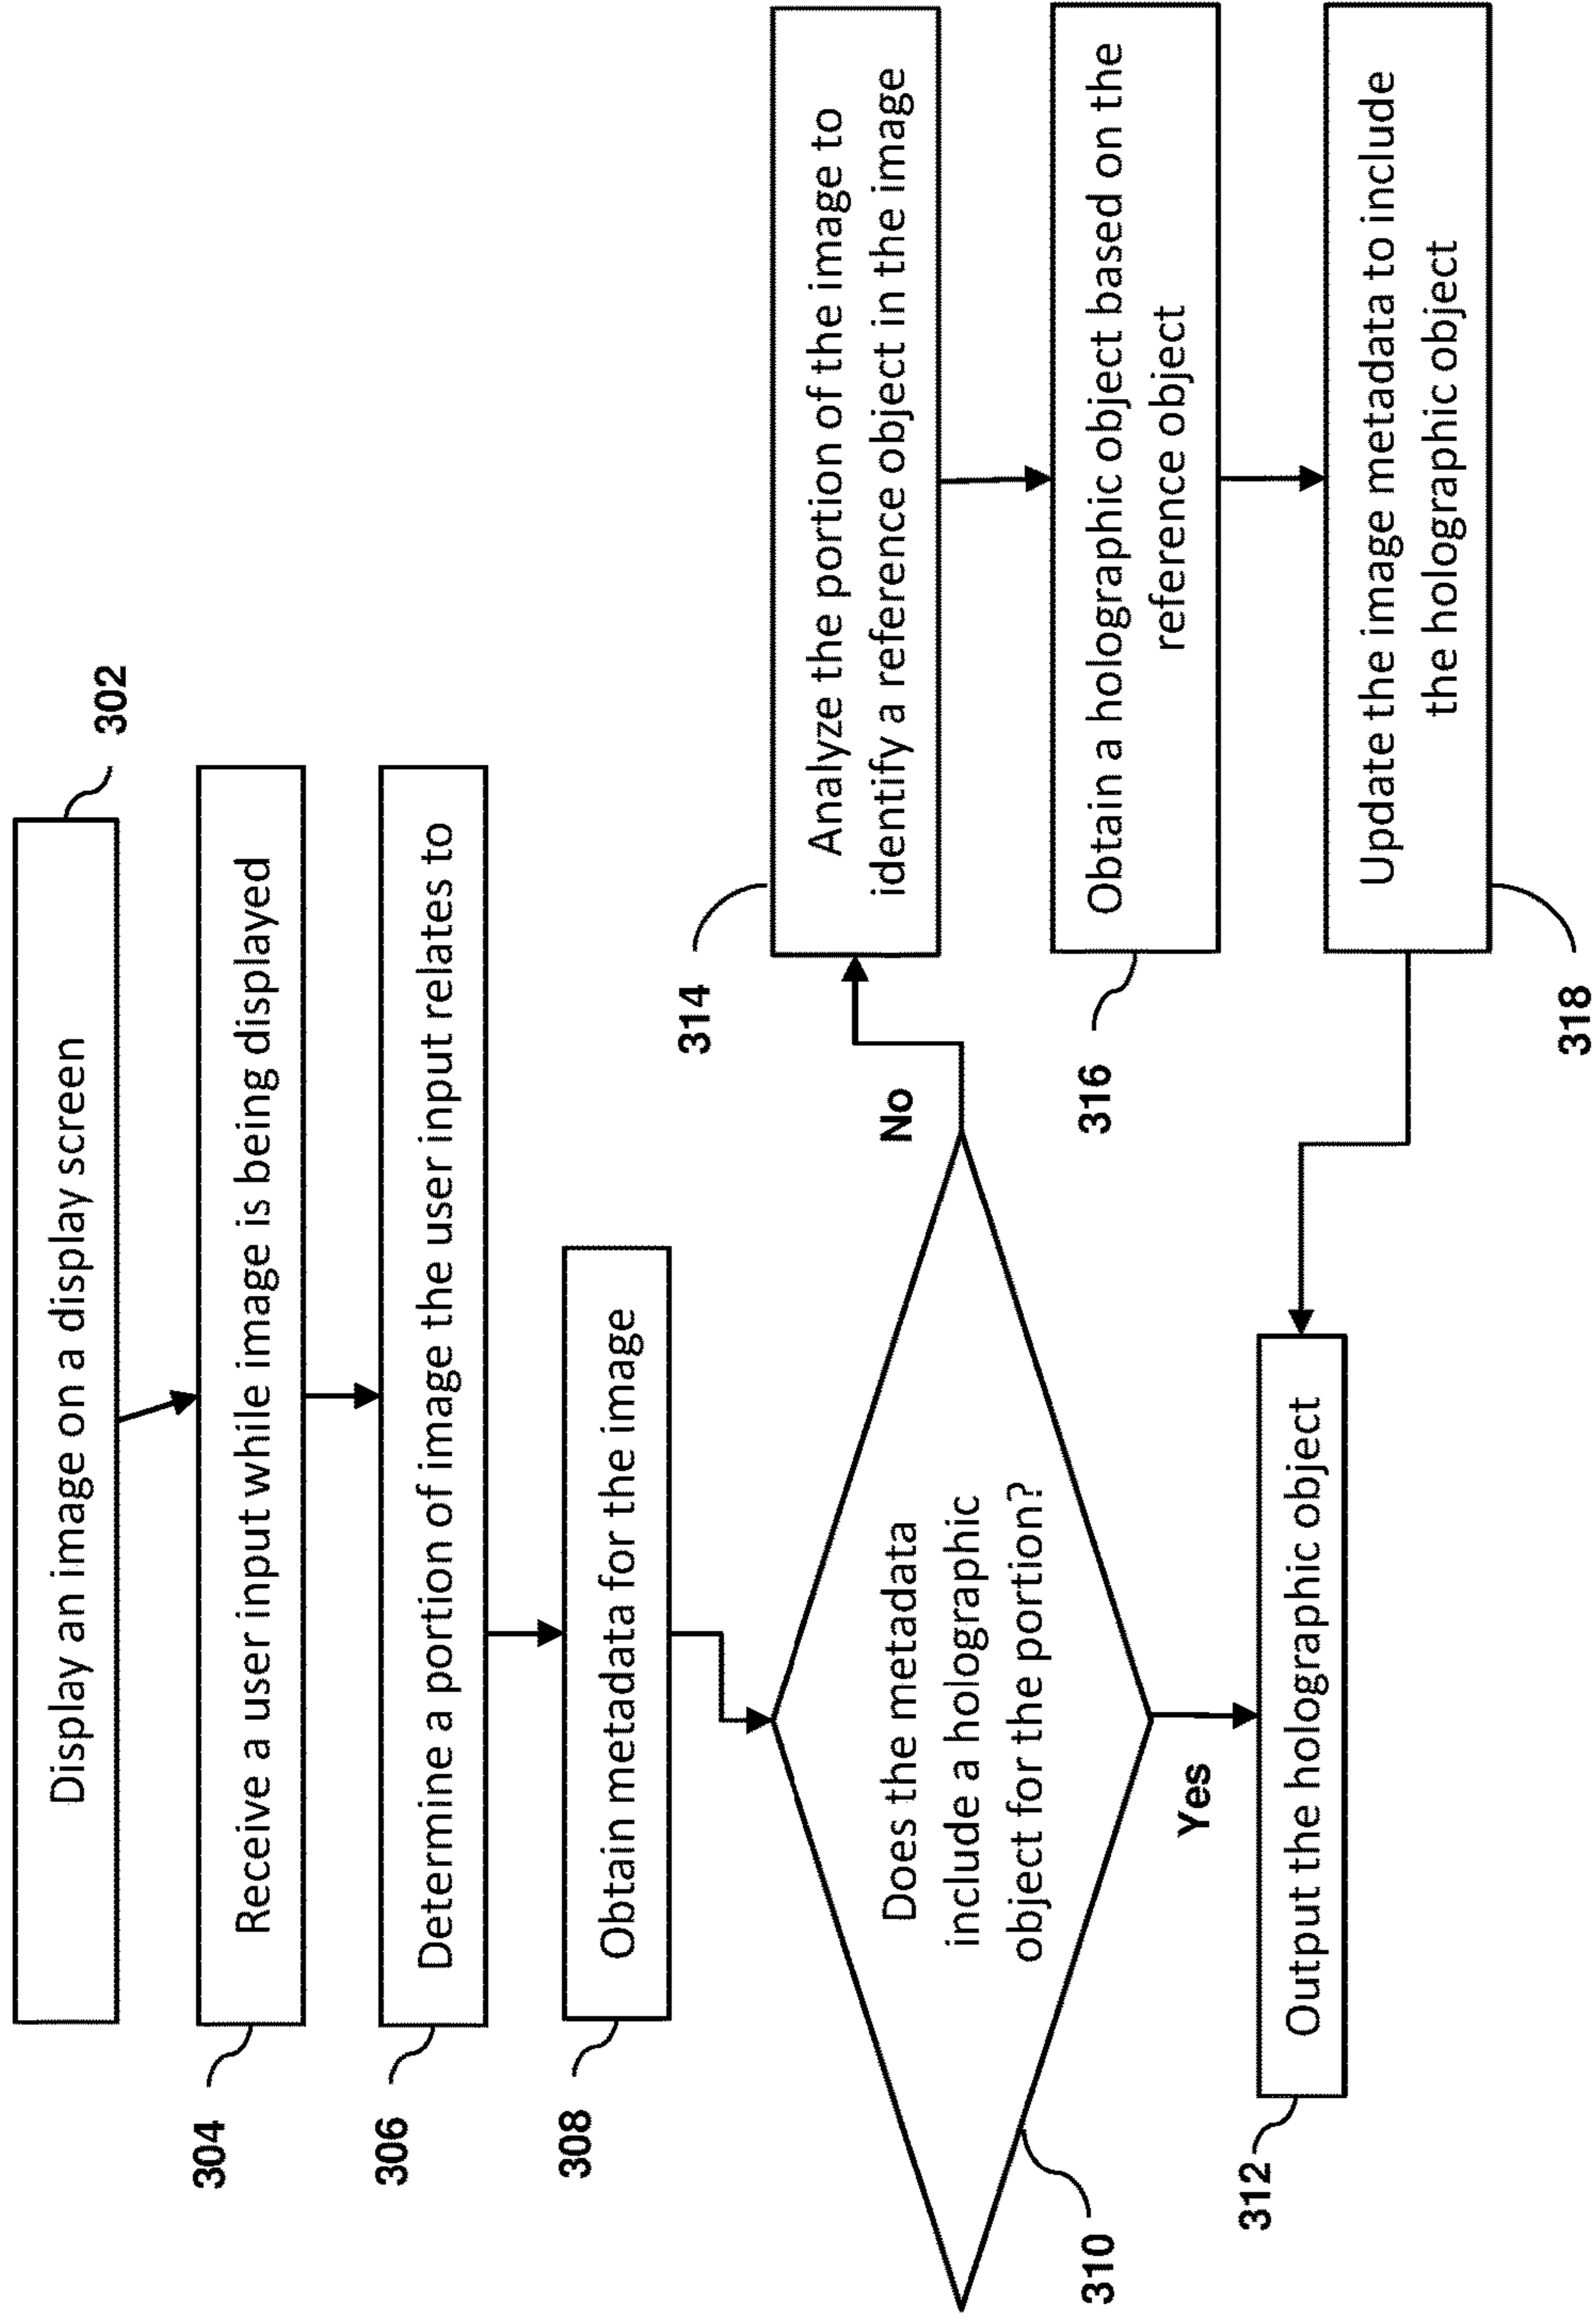 Display an image on a display screen
302
Receive a user input while image is being displayed
304
Determine a portion of image the user input relates to
306
Obtain metadata for the image
308
Does the metadata
include a holographic
object for the portion?
310
No
Yes
Output the holographic object
312
Analyze the portion of the image to
identify a reference object in the image
314
Obtain a holographic object based on the
reference object
316
Update the image metadata to include
the holographic object
318